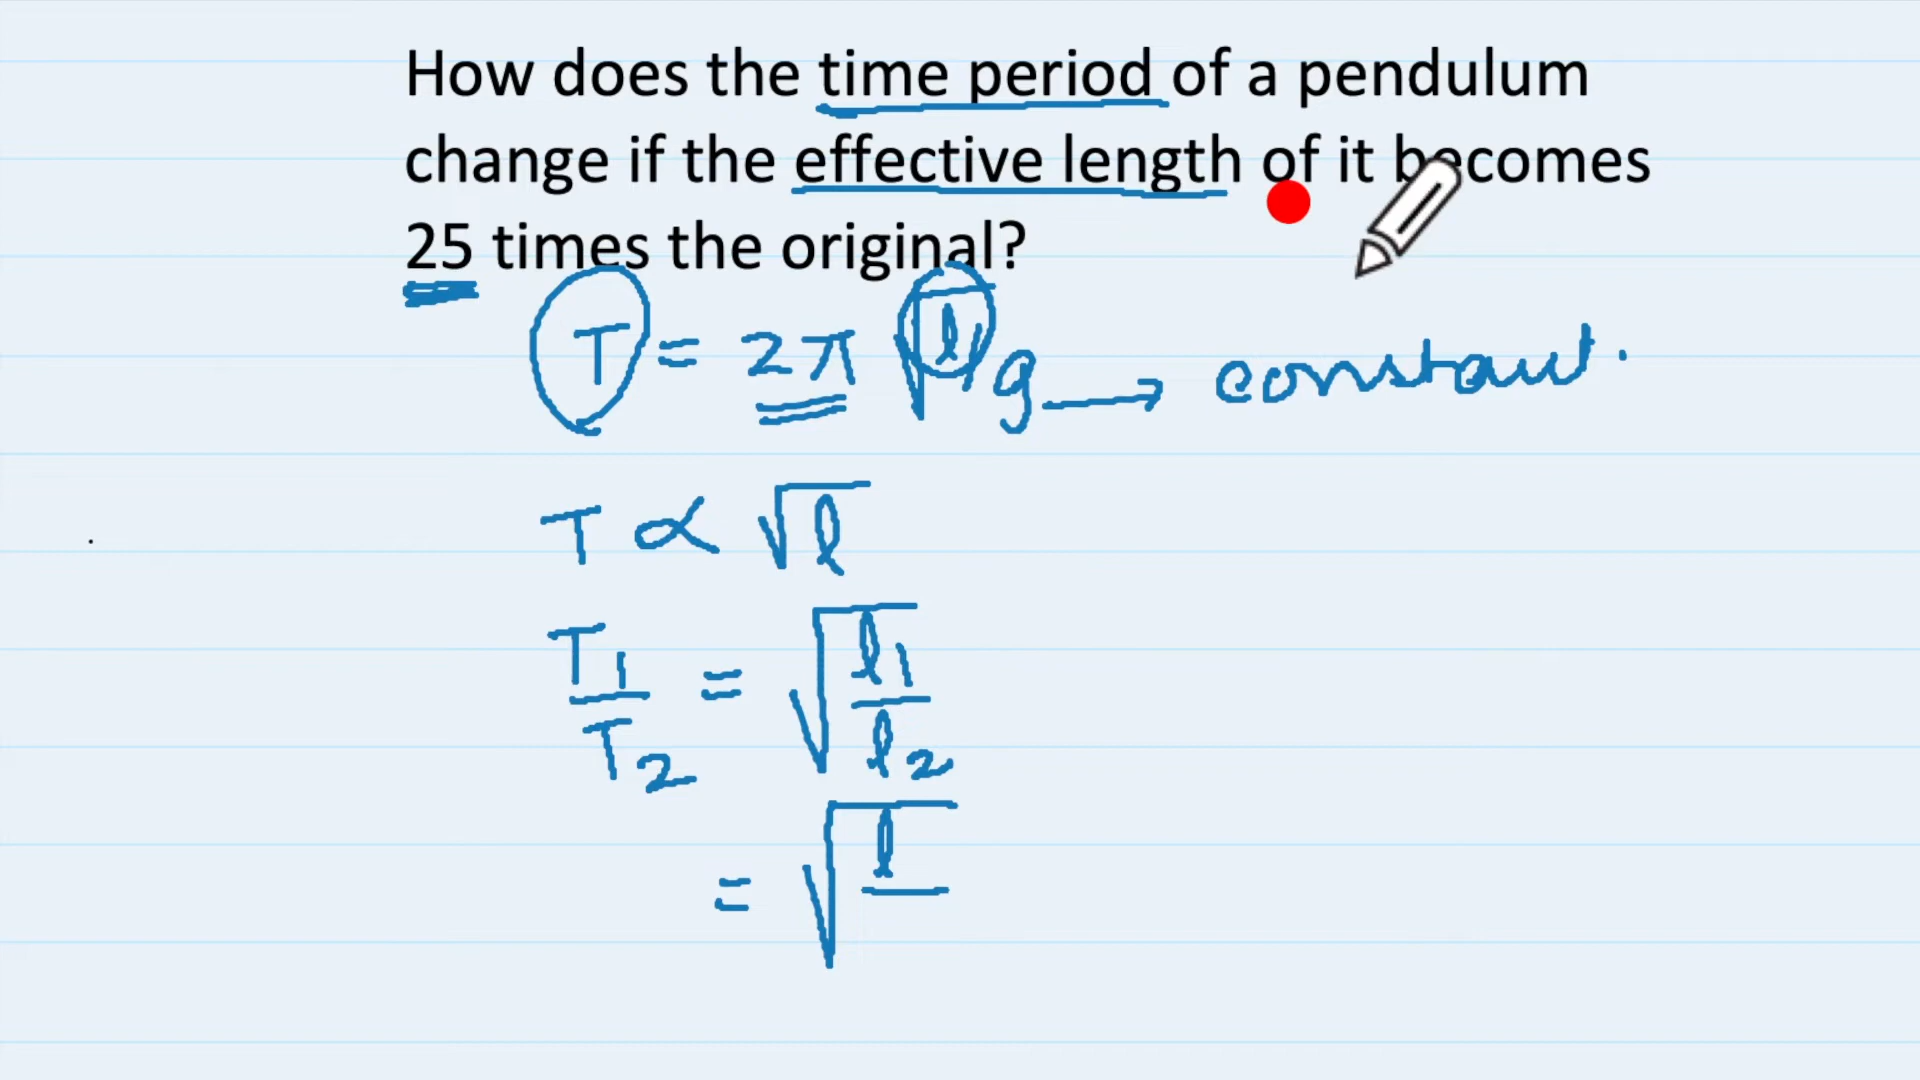 How does the time period of a pendulum
change if the effective length of it becomes
25 times the original?
T = 2π √l/g → constant.
T ∝ √l
T1/T2 = √l1/l2
= √l